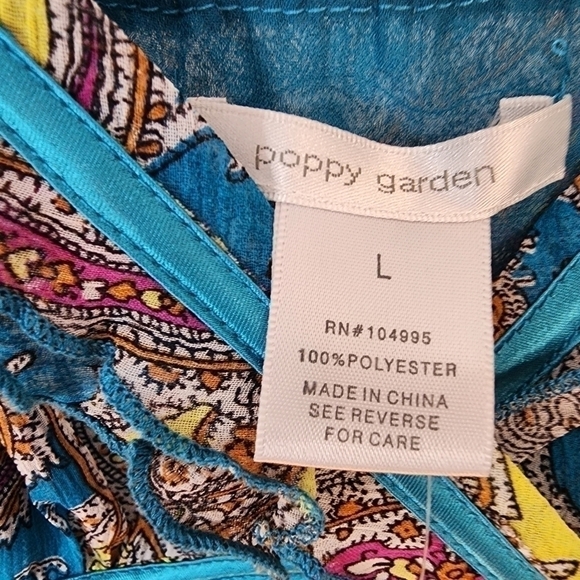 poppy garden
L
RN#104995
100%POLYESTER
MADE IN CHINA
SEE REVERSE
FOR CARE